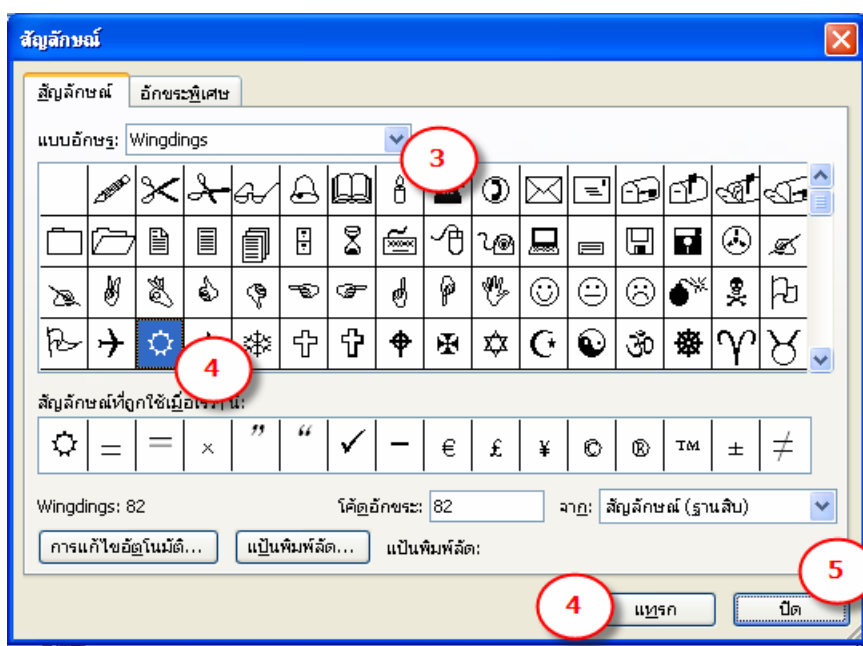 สัญลักษณ์
สัญลักษณ์ อักขระพิเศษ
แบบอักษร: Wingdings
3
4
สัญลักษณ์ที่ถูกใช้เมื่อเร็วๆ นี้:
= = × ” “ ✓ − € £ ¥ © ® ™ ± ≠
Wingdings: 82 โค้ดอักขระ: 82 จาก: สัญลักษณ์ (ฐานสิบ)
การแก้ไขอัตโนมัติ... แป้นพิมพ์ลัด... แป้นพิมพ์ลัด:
5
4 แทรก ปิด